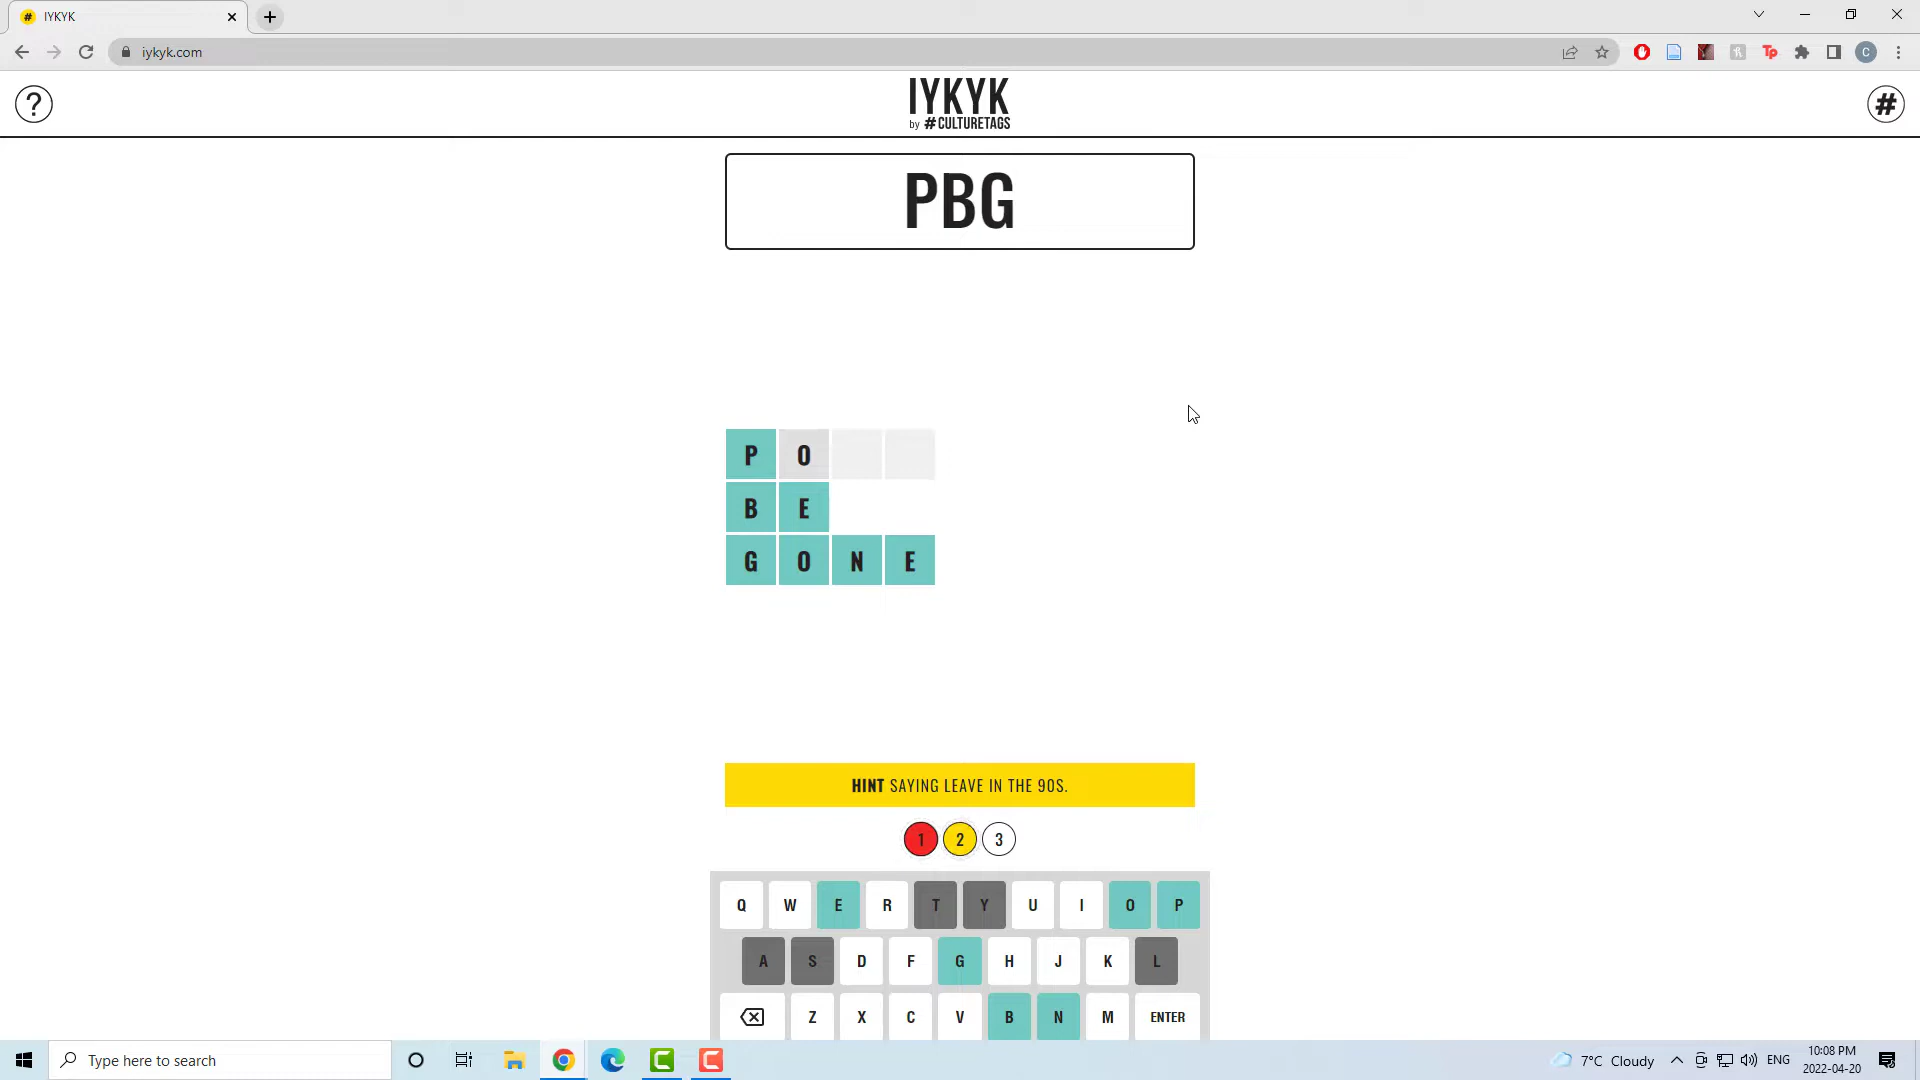 IYKYK
iykyk.com
C
?
IYKYK
by #CULTURETAGS
#
PBG
P O
B E
G O N E
HINT SAYING LEAVE IN THE 90S.
1 2 3
Q W E R T Y U I O P
A S D F G H J K L
Z X C V B N M ENTER
Type here to search
7°C Cloudy
ENG
10:08 PM
2022-04-20